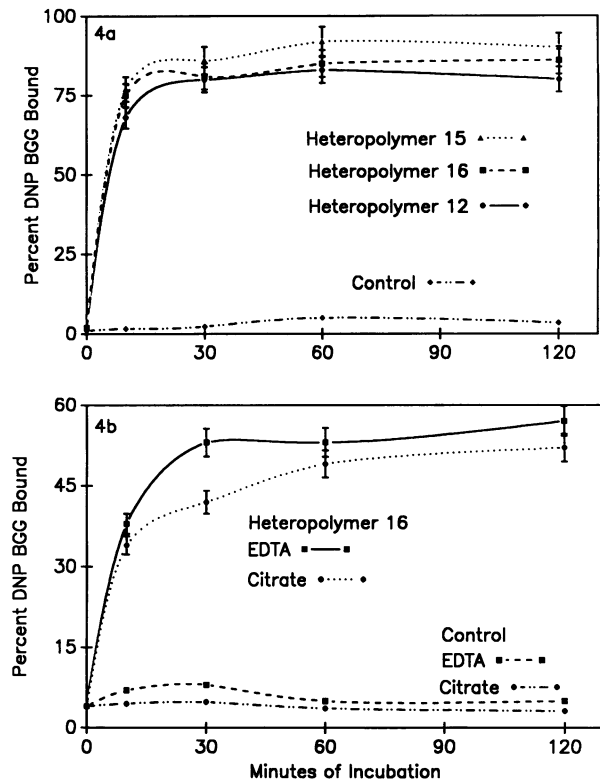 4a
Percent DNP BGG Bound
100
75
50
25
0
Heteropolymer 15
Heteropolymer 16
Heteropolymer 12
Control
0 30 60 90 120
4b
Percent DNP BGG Bound
60
45
30
15
0
Heteropolymer 16
EDTA
Citrate
Control
EDTA
Citrate
0 30 60 90 120
Minutes of Incubation